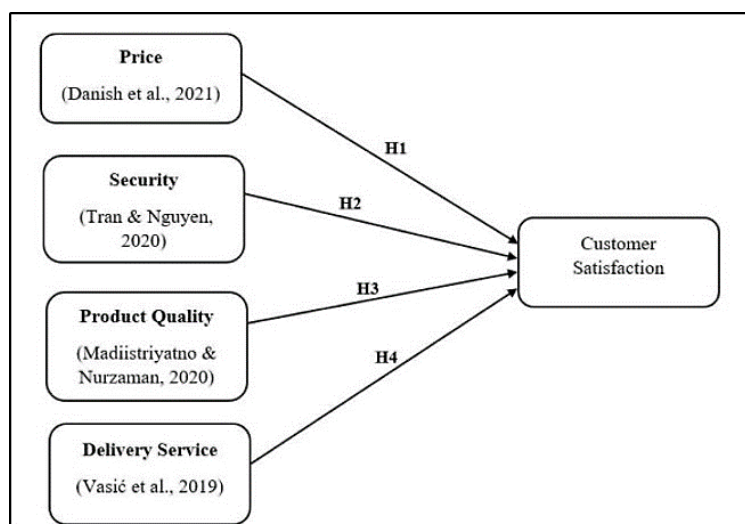 Price
(Danish et al., 2021)
H1
Security
(Tran & Nguyen,
2020)
H2
Customer
Satisfaction
Product Quality
(Madiistriyatno &
Nurzaman, 2020)
H3
H4
Delivery Service
(Vasić et al., 2019)